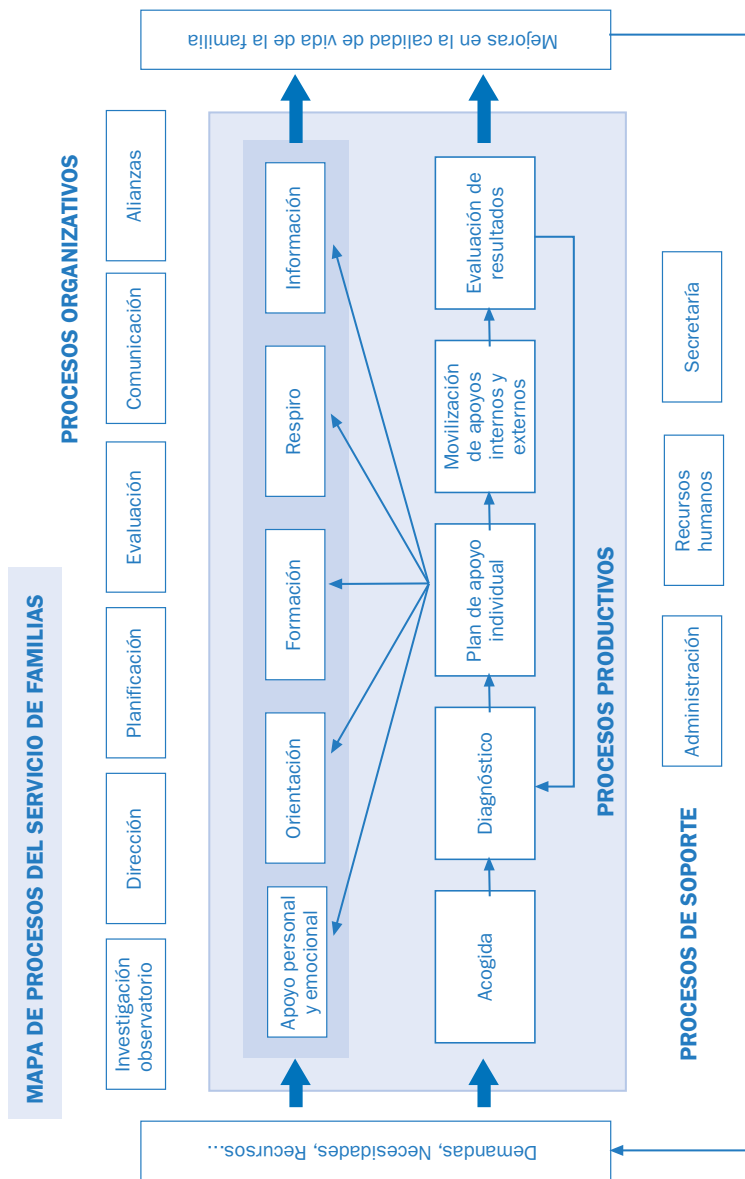 MAPA DE PROCESOS DEL SERVICIO DE FAMILIAS
PROCESOS ORGANIZATIVOS
Investigación
observatorio
Dirección
Planificación
Evaluación
Comunicación
Alianzas
Demandas, Necesidades, Recursos...
Apoyo personal
y emocional
Orientación
Formación
Respiro
Información
Acogida
Diagnóstico
Plan de apoyo
individual
Movilización
de apoyos
internos y
externos
Evaluación de
resultados
PROCESOS PRODUCTIVOS
Mejoras en la calidad de vida de la familia
PROCESOS DE SOPORTE
Administración
Recursos
humanos
Secretaría